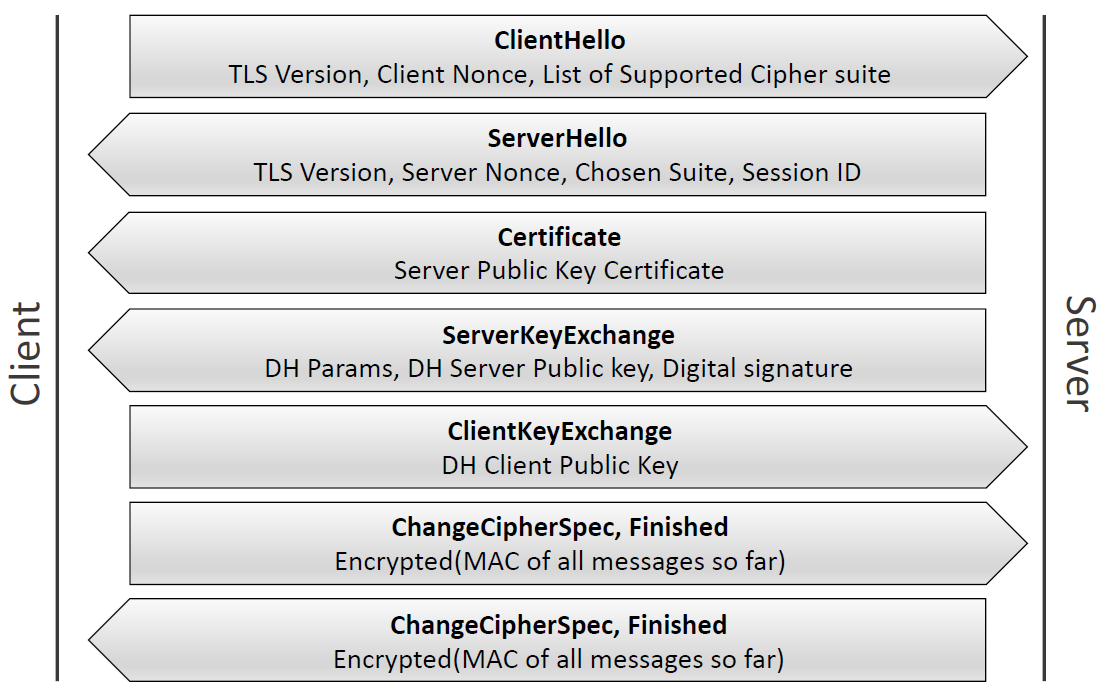 Client
ClientHello
TLS Version, Client Nonce, List of Supported Cipher suite
ServerHello
TLS Version, Server Nonce, Chosen Suite, Session ID
Certificate
Server Public Key Certificate
ServerKeyExchange
DH Params, DH Server Public key, Digital signature
ClientKeyExchange
DH Client Public Key
ChangeCipherSpec, Finished
Encrypted(MAC of all messages so far)
ChangeCipherSpec, Finished
Encrypted(MAC of all messages so far)
Server